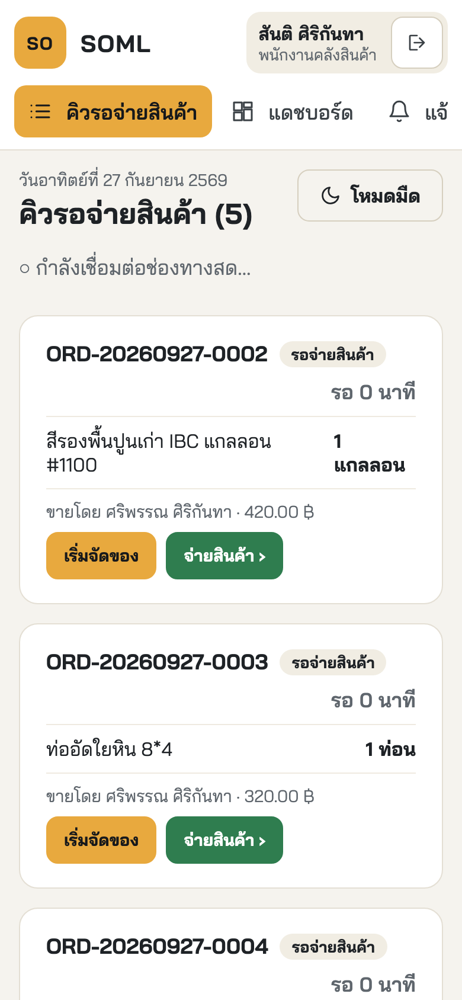 SO
SOML
สันติ ศิริกันทา
พนักงานคลังสินค้า
คิวรอจ่ายสินค้า
แดชบอร์ด
แจ้
วันอาทิตย์ที่ 27 กันยายน 2569
คิวรอจ่ายสินค้า (5)
โหมดมืด
กำลังเชื่อมต่อช่องทางสด...
ORD-20260927-0002
รอจ่ายสินค้า
รอ 0 นาที
สีรองพื้นปูนเก่า IBC แกลลอน
#1100
1
แกลลอน
ขายโดย ศริพรรณ ศิริกันทา · 420.00 ฿
เริ่มจัดของ
จ่ายสินค้า ›
ORD-20260927-0003
รอจ่ายสินค้า
รอ 0 นาที
ท่ออัดใยหิน 8*4
1 ท่อน
ขายโดย ศริพรรณ ศิริกันทา · 320.00 ฿
เริ่มจัดของ
จ่ายสินค้า ›
ORD-20260927-0004
รอจ่ายสินค้า
รอ 0 นาที